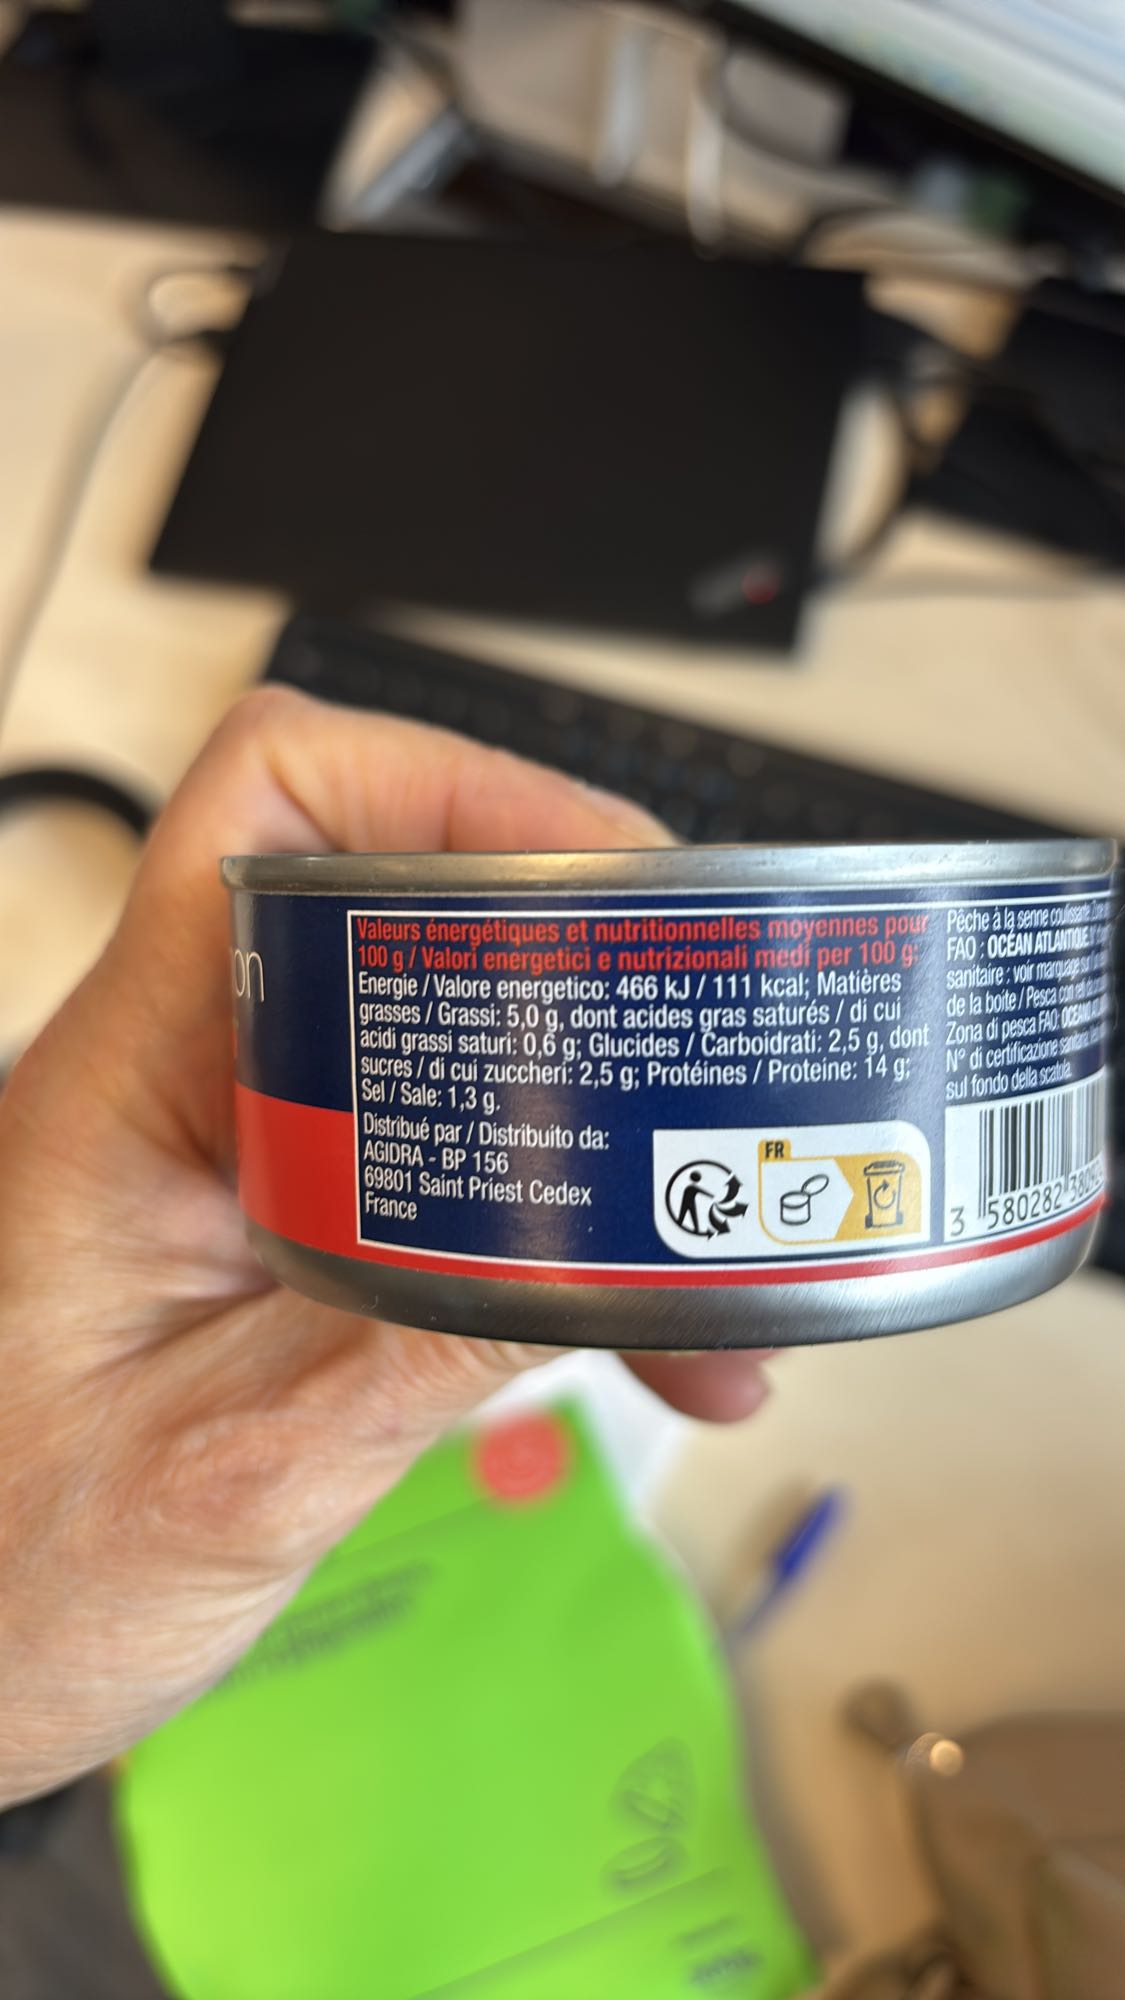 on
Valeurs énergétiques et nutritionnelles moyennes pour
100 g / Valori energetici e nutrizionali medi per 100 g:
Energie / Valore energetico: 466 kJ / 111 kcal; Matières
grasses / Grassi: 5,0 g, dont acides gras saturés / di cui
acidi grassi saturi: 0,6 g; Glucides / Carboidrati: 2,5 g, dont
sucres / di cui zuccheri: 2,5 g; Protéines / Proteine: 14 g;
Sel / Sale: 1,3 g.
Distribué par / Distribuito da:
AGIDRA - BP 156
69801 Saint Priest Cedex
France
FR
Pêche à la senne coulissante.
FAO : OCÉAN ATLANTIQUE
sanitaire : voir marquage
de la boîte / Pesca con
Zona di pesca FAO:
N° di certificazione sanitaria
sul fondo della scatola.
3 580282 380